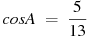 cosA = 5/13